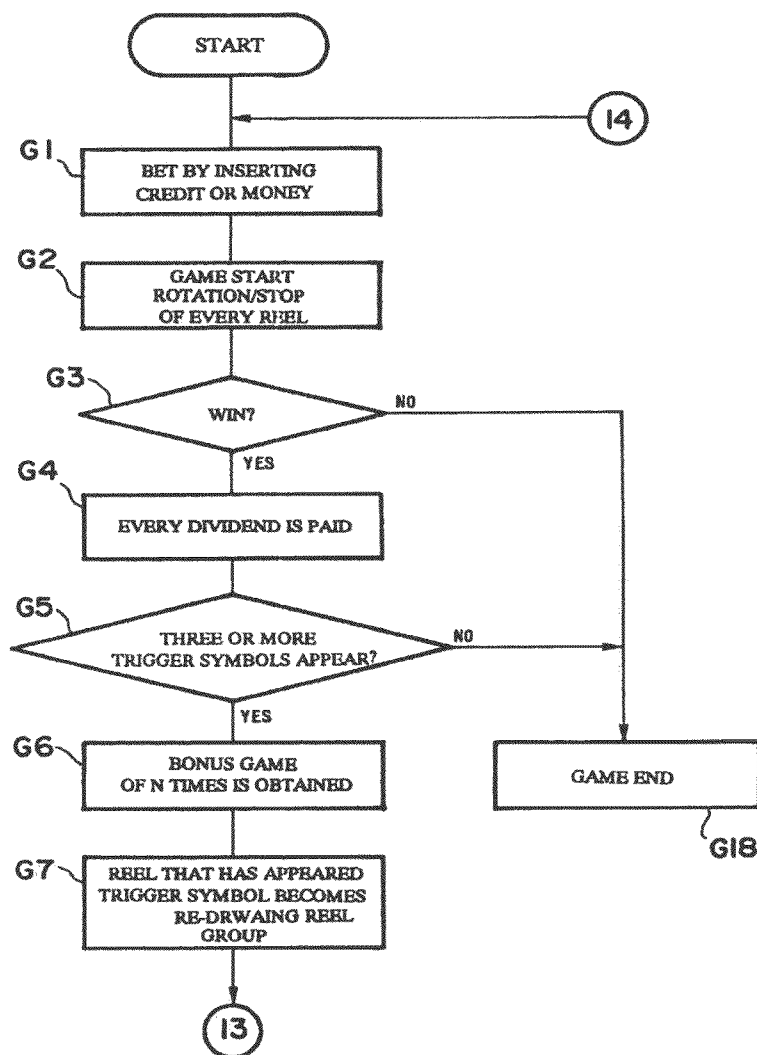 START
14
G1
BET BY INSERTING
CREDIT OR MONEY
G2
GAME START
ROTATION/STOP
OF EVERY REEL
G3
WIN?
NO
YES
G4
EVERY DIVIDEND IS PAID
G5
THREE OR MORE
TRIGGER SYMBOLS APPEAR?
NO
YES
G6
BONUS GAME
OF N TIMES IS OBTAINED
GAME END
G18
G7
REEL THAT HAS APPEARED
TRIGGER SYMBOL BECOMES
RE-DRWAING REEL
GROUP
13